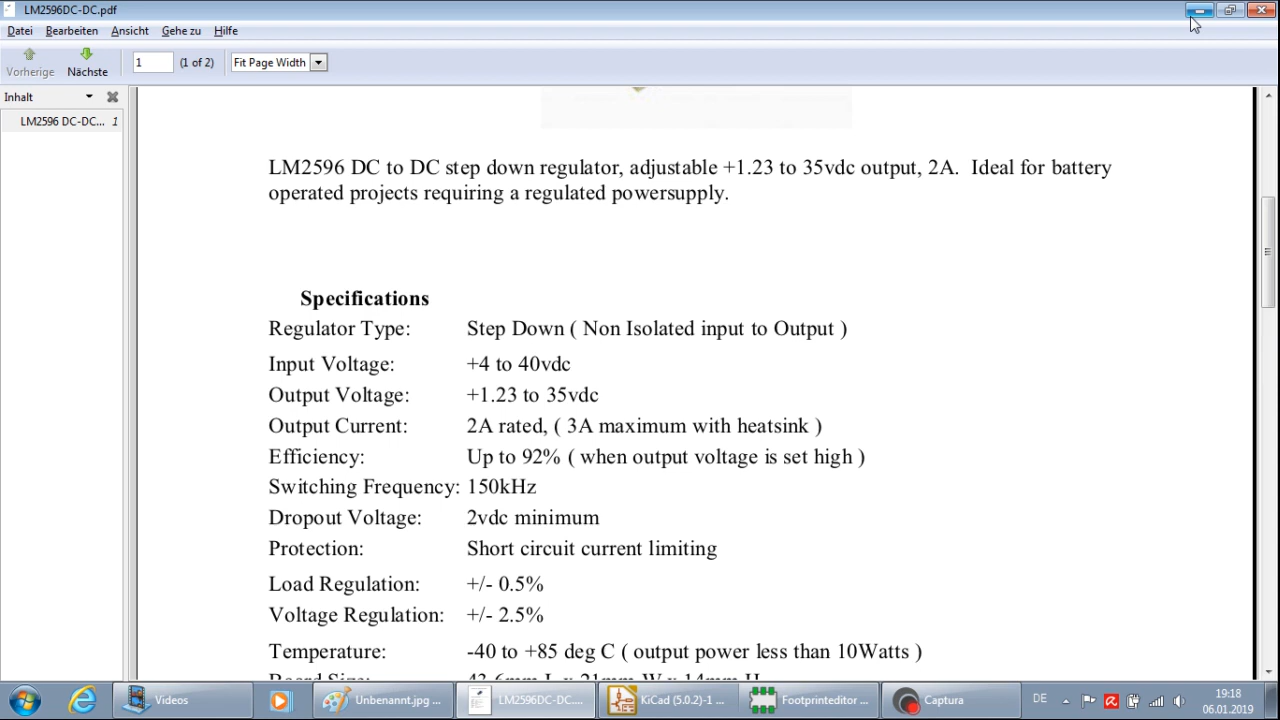 LM2596DC-DC.pdf
Datei Bearbeiten Ansicht Gehe zu Hilfe
Vorherige Nächste 1 (1 of 2) Fit Page Width
Inhalt
LM2596 DC-DC... 1
LM2596 DC to DC step down regulator, adjustable +1.23 to 35vdc output, 2A. Ideal for battery
operated projects requiring a regulated powersupply.
Specifications
Regulator Type: Step Down ( Non Isolated input to Output )
Input Voltage: +4 to 40vdc
Output Voltage: +1.23 to 35vdc
Output Current: 2A rated, ( 3A maximum with heatsink )
Efficiency: Up to 92% ( when output voltage is set high )
Switching Frequency: 150kHz
Dropout Voltage: 2vdc minimum
Protection: Short circuit current limiting
Load Regulation: +/- 0.5%
Voltage Regulation: +/- 2.5%
Temperature: -40 to +85 deg C ( output power less than 10Watts )
Board Size: 43.6mm L x 21mm W x 14mm H
Videos Unbenannt.jpg ... LM2596DC-DC.... KiCad (5.0.2)-1 ... Footprinteditor ... Captura DE 19:18
06.01.2019